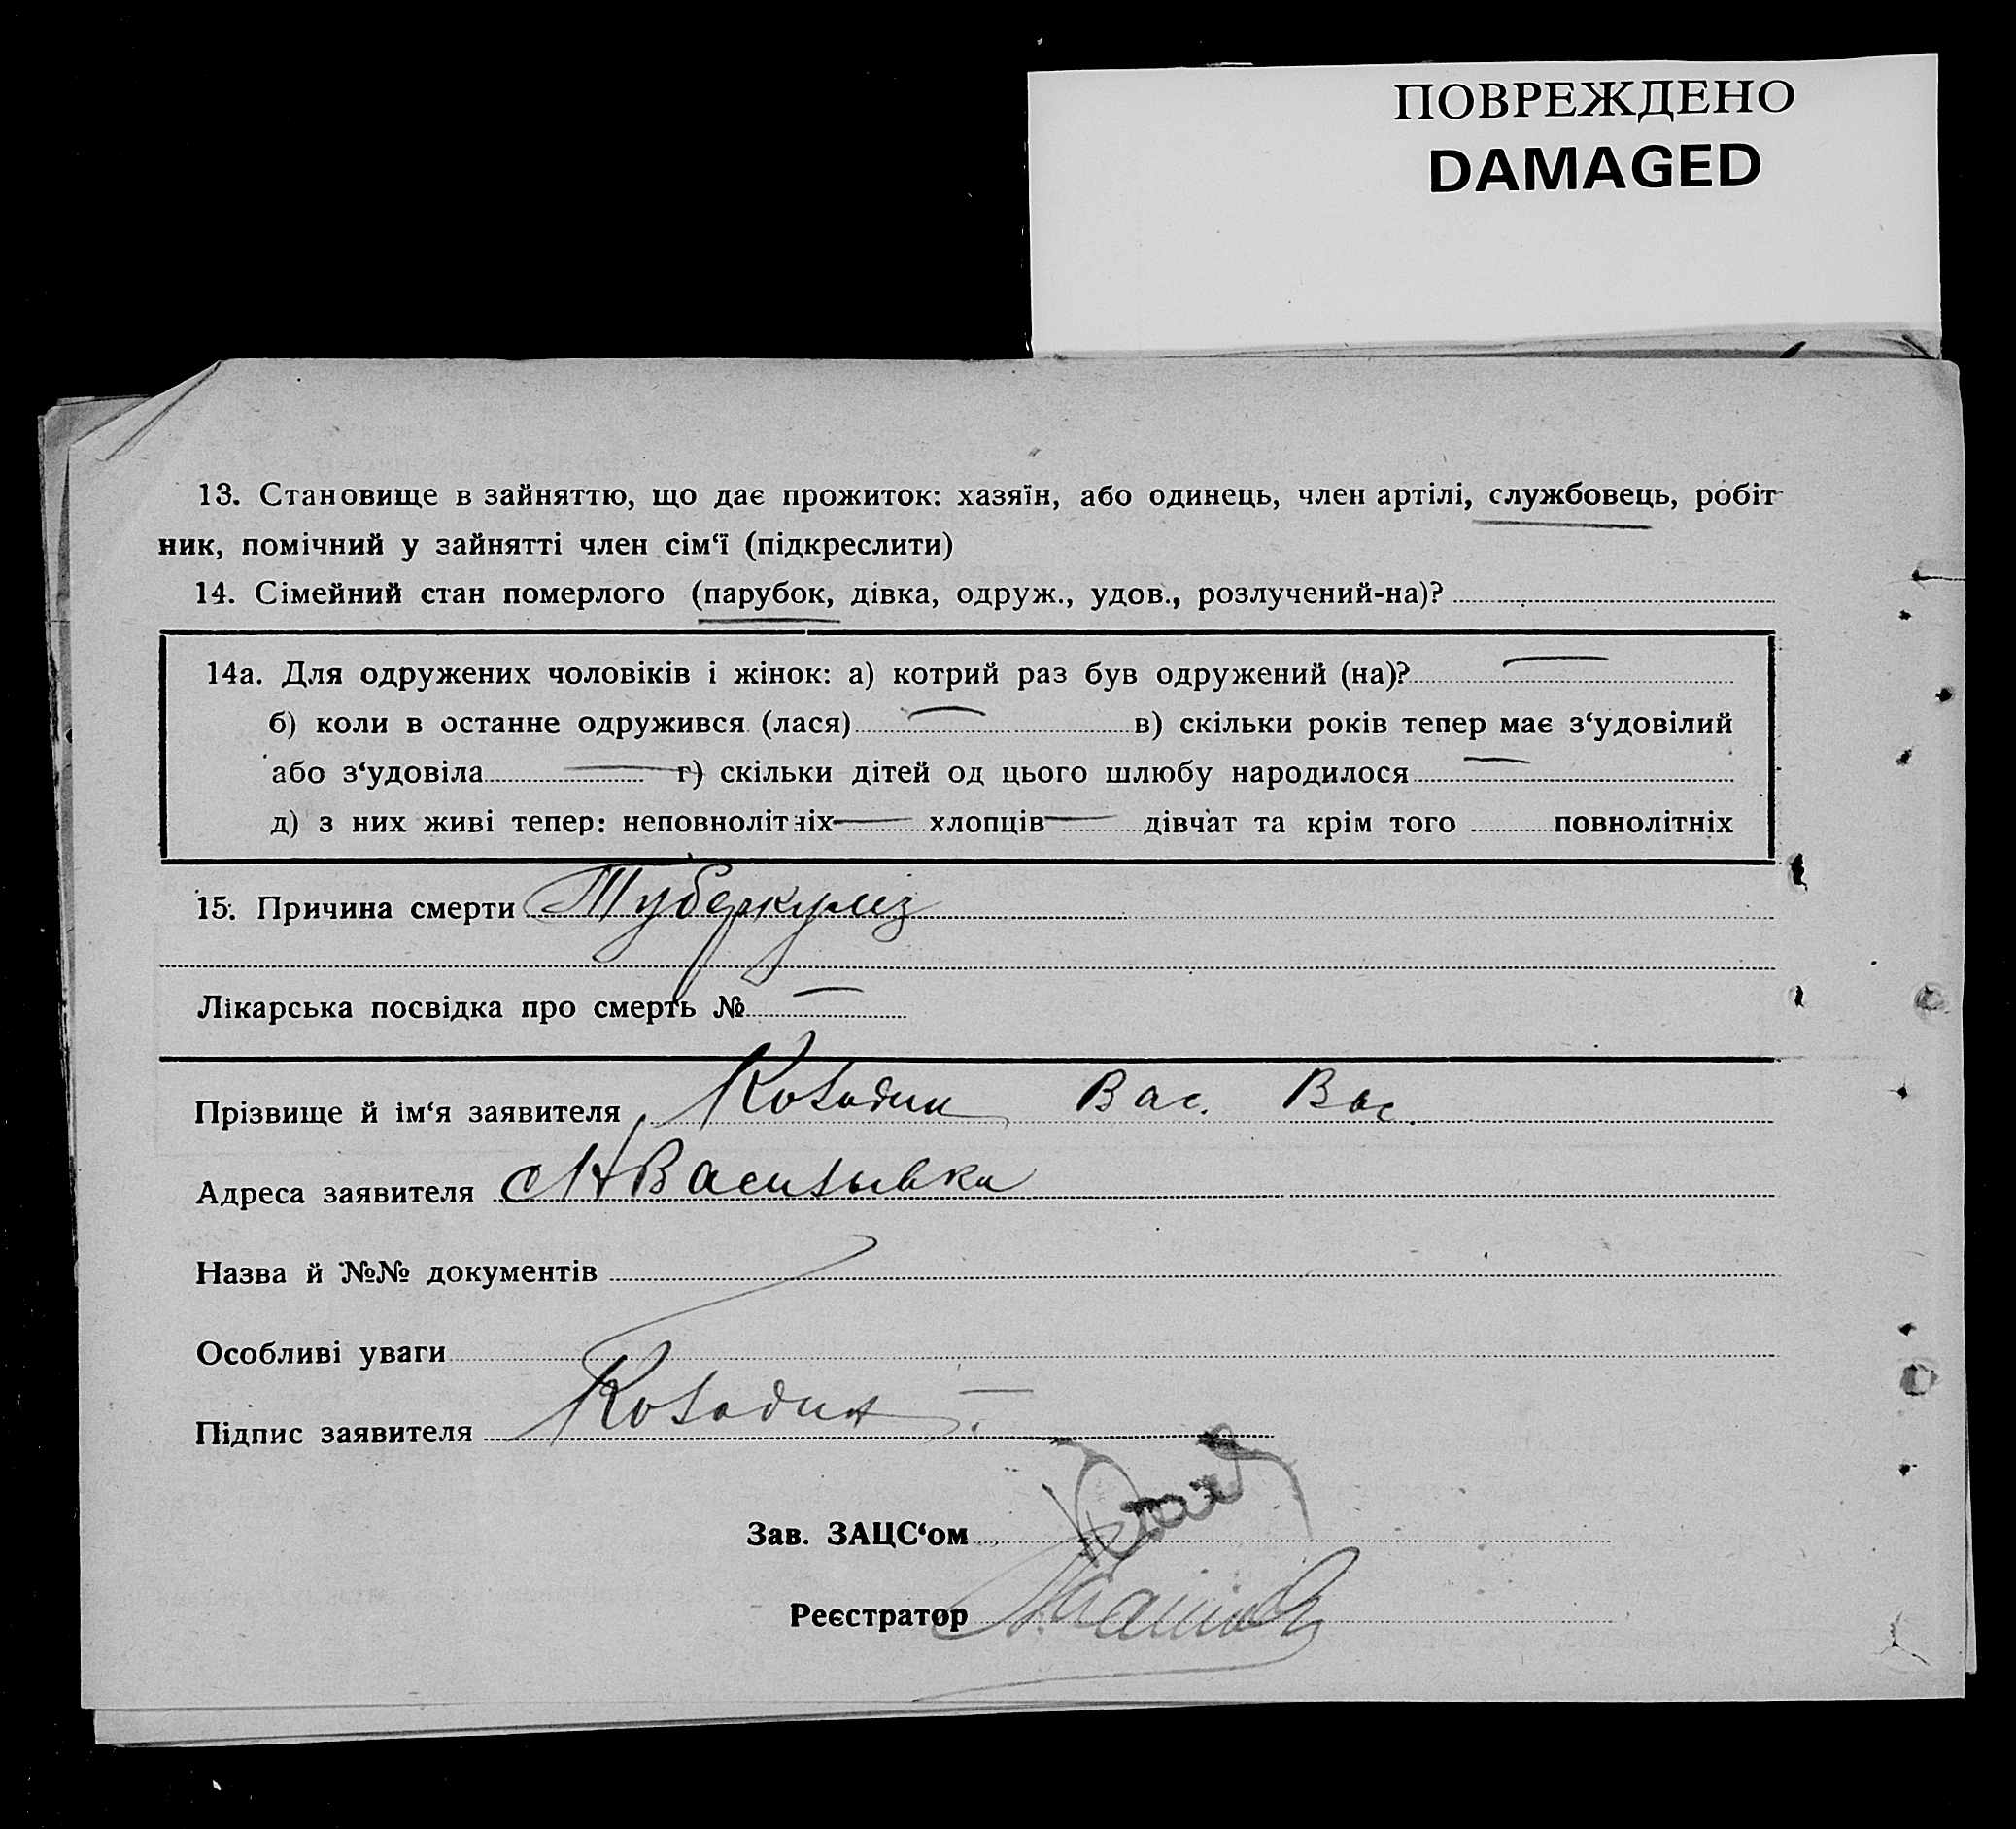 ПОВРЕЖДЕНО
DAMAGED
13. Становище в зайняттю, що дає прожиток: хазяїн, або одинець, член артілі, службовець, робіт-
ник, помічний у зайнятті член сім‘ї (підкреслити)
14. Сімейний стан померлого (парубок, дівка, одруж., удов., розлучений-на)?
14а. Для одружених чоловіків і жінок: а) котрий раз був одружений (на)? —
б) коли в останне одружився (лася) — в) скільки років тепер має з‘удовілий
або з‘удовіла — г) скільки дітей од цього шлюбу народилося —
д) з них живі тепер: неповнолітніх — хлопців — дівчат та крім того повнолітніх
15. Причина смерти Туберкуліз
Лікарська посвідка про смерть № —
Прізвище й ім‘я заявителя Вас. Вас.
Адреса заявителя
Назва й №№ документів
Особливі уваги
Підпис заявителя
Зав. ЗАЦС‘ом
Реєстратор